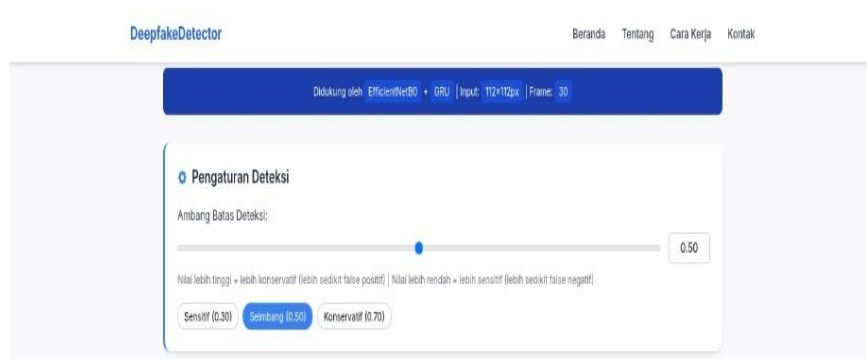 DeepfakeDetector Beranda Tentang Cara Kerja Kontak
Didukung oleh EfficientNetB0 + GRU | Input: 112×112px | Frame: 30
Pengaturan Deteksi
Ambang Batas Deteksi:
0.50
Nilai lebih tinggi = lebih konservatif (lebih sedikit false positif) | Nilai lebih rendah = lebih sensitif (lebih sedikit false negatif)
Sensitif (0.30) Seimbang (0.50) Konservatif (0.70)